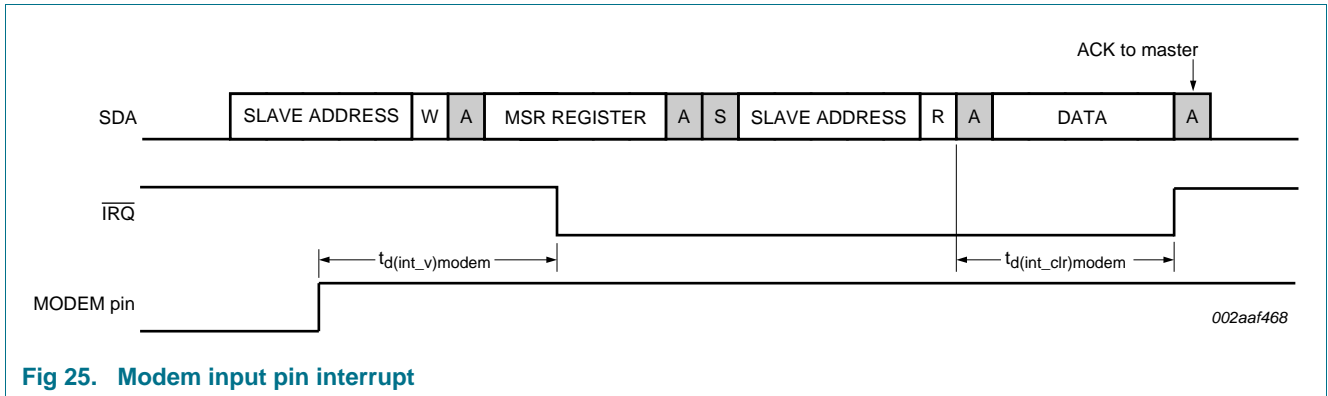 ACK to master
SDA SLAVE ADDRESS W A MSR REGISTER A S SLAVE ADDRESS R A DATA A
IRQ
td(int_v)modem td(int_clr)modem
MODEM pin
002aaf468
Fig 25. Modem input pin interrupt